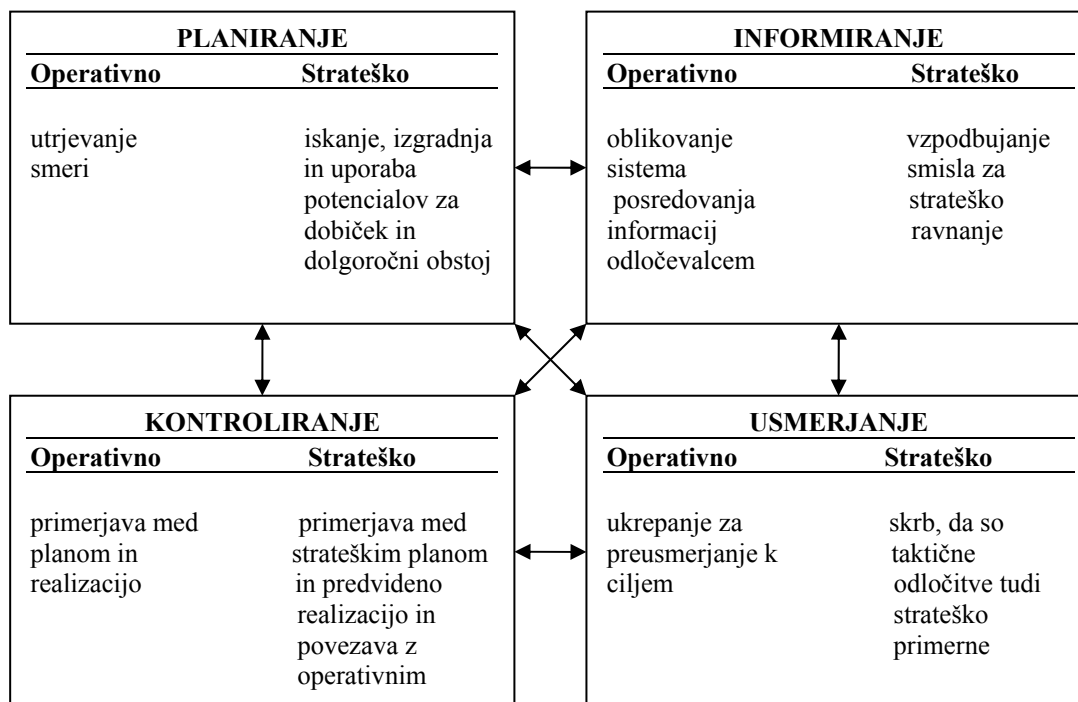 PLANIRANJE
Operativno Strateško
utrjevanje
smeri
iskanje, izgradnja
in uporaba
potencialov za
dobiček in
dolgoročni obstoj
INFORMIRANJE
Operativno Strateško
oblikovanje
sistema
posredovanja
informacij
odločevalcem
vzpodbujanje
smisla za
strateško
ravnanje
KONTROLIRANJE
Operativno Strateško
primerjava med
planom in
realizacijo
primerjava med
strateškim planom
in predvideno
realizacijo in
povezava z
operativnim
USMERJANJE
Operativno Strateško
ukrepanje za
preusmerjanje k
ciljem
skrb, da so
taktične
odločitve tudi
strateško
primerne